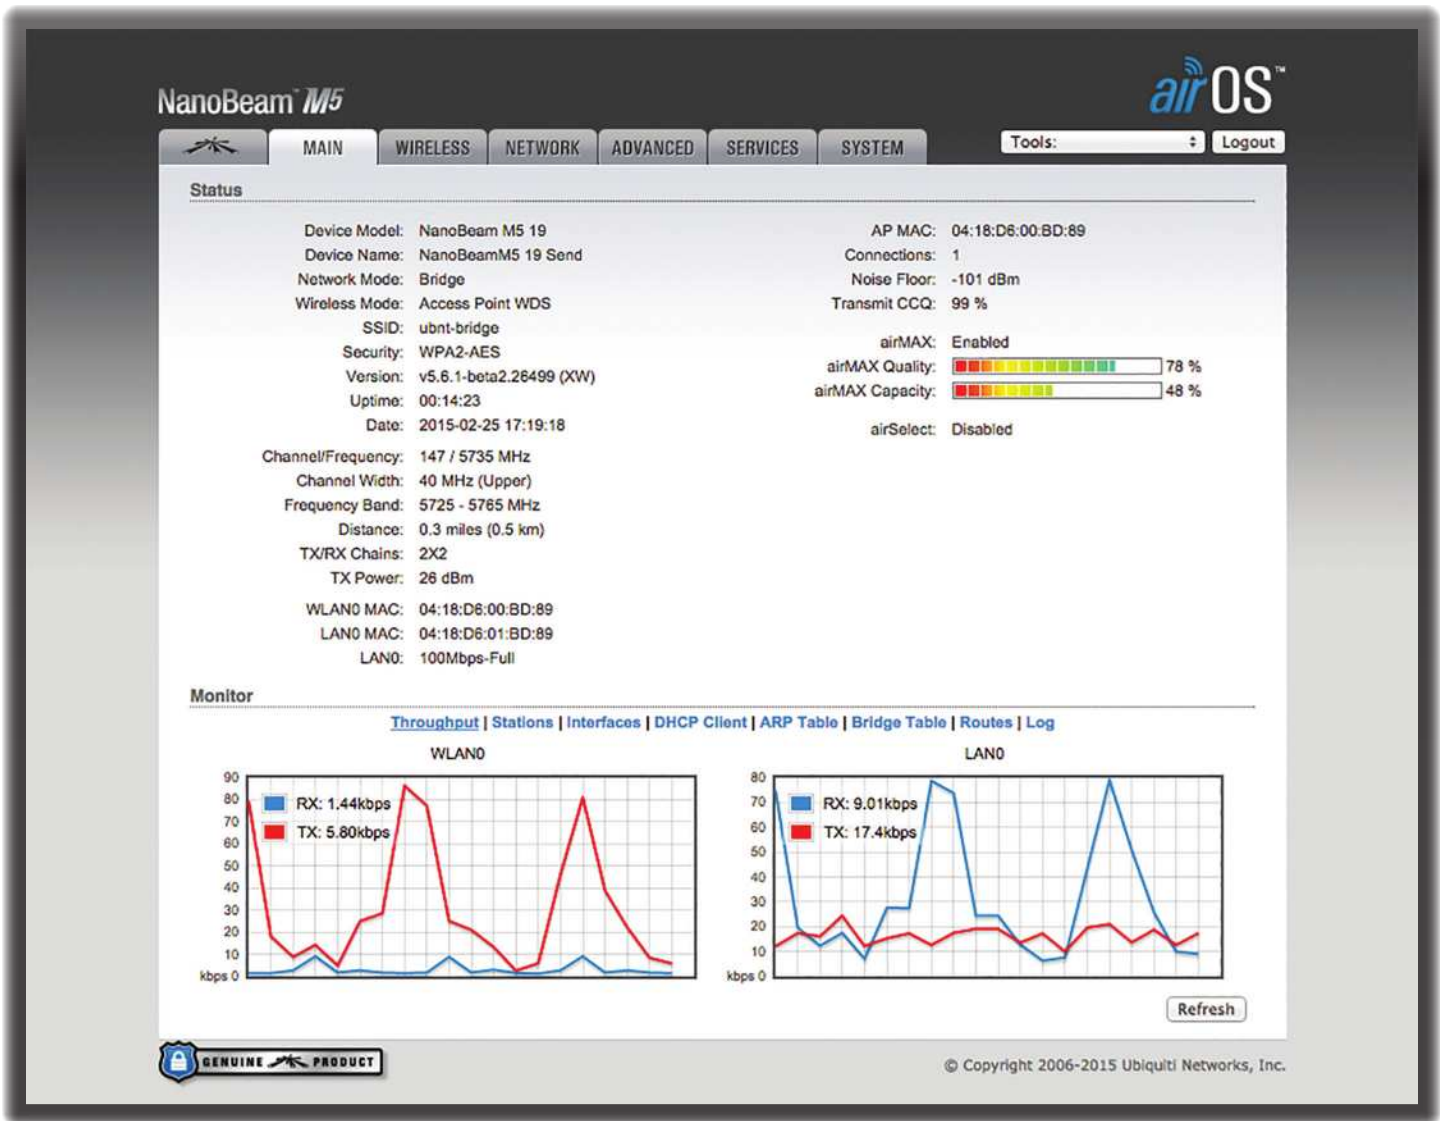 NanoBeam™ M5
airOS™
MAIN WIRELESS NETWORK ADVANCED SERVICES SYSTEM Tools: Logout
Status
Device Model: NanoBeam M5 19
Device Name: NanoBeamM5 19 Send
Network Mode: Bridge
Wireless Mode: Access Point WDS
SSID: ubnt-bridge
Security: WPA2-AES
Version: v5.6.1-beta2.26499 (XW)
Uptime: 00:14:23
Date: 2015-02-25 17:19:18
Channel/Frequency: 147 / 5735 MHz
Channel Width: 40 MHz (Upper)
Frequency Band: 5725 - 5765 MHz
Distance: 0.3 miles (0.5 km)
TX/RX Chains: 2X2
TX Power: 26 dBm
WLAN0 MAC: 04:18:D6:00:BD:89
LAN0 MAC: 04:18:D6:01:BD:89
LAN0: 100Mbps-Full
AP MAC: 04:18:D6:00:BD:89
Connections: 1
Noise Floor: -101 dBm
Transmit CCQ: 99 %
airMAX: Enabled
airMAX Quality: 78 %
airMAX Capacity: 48 %
airSelect: Disabled
Monitor
Throughput | Stations | Interfaces | DHCP Client | ARP Table | Bridge Table | Routes | Log
WLAN0
90
80
70
60
50
40
30
20
10
kbps 0
RX: 1.44kbps
TX: 5.80kbps
LAN0
80
70
60
50
40
30
20
10
kbps 0
RX: 9.01kbps
TX: 17.4kbps
Refresh
GENUINE PRODUCT
© Copyright 2006-2015 Ubiquiti Networks, Inc.